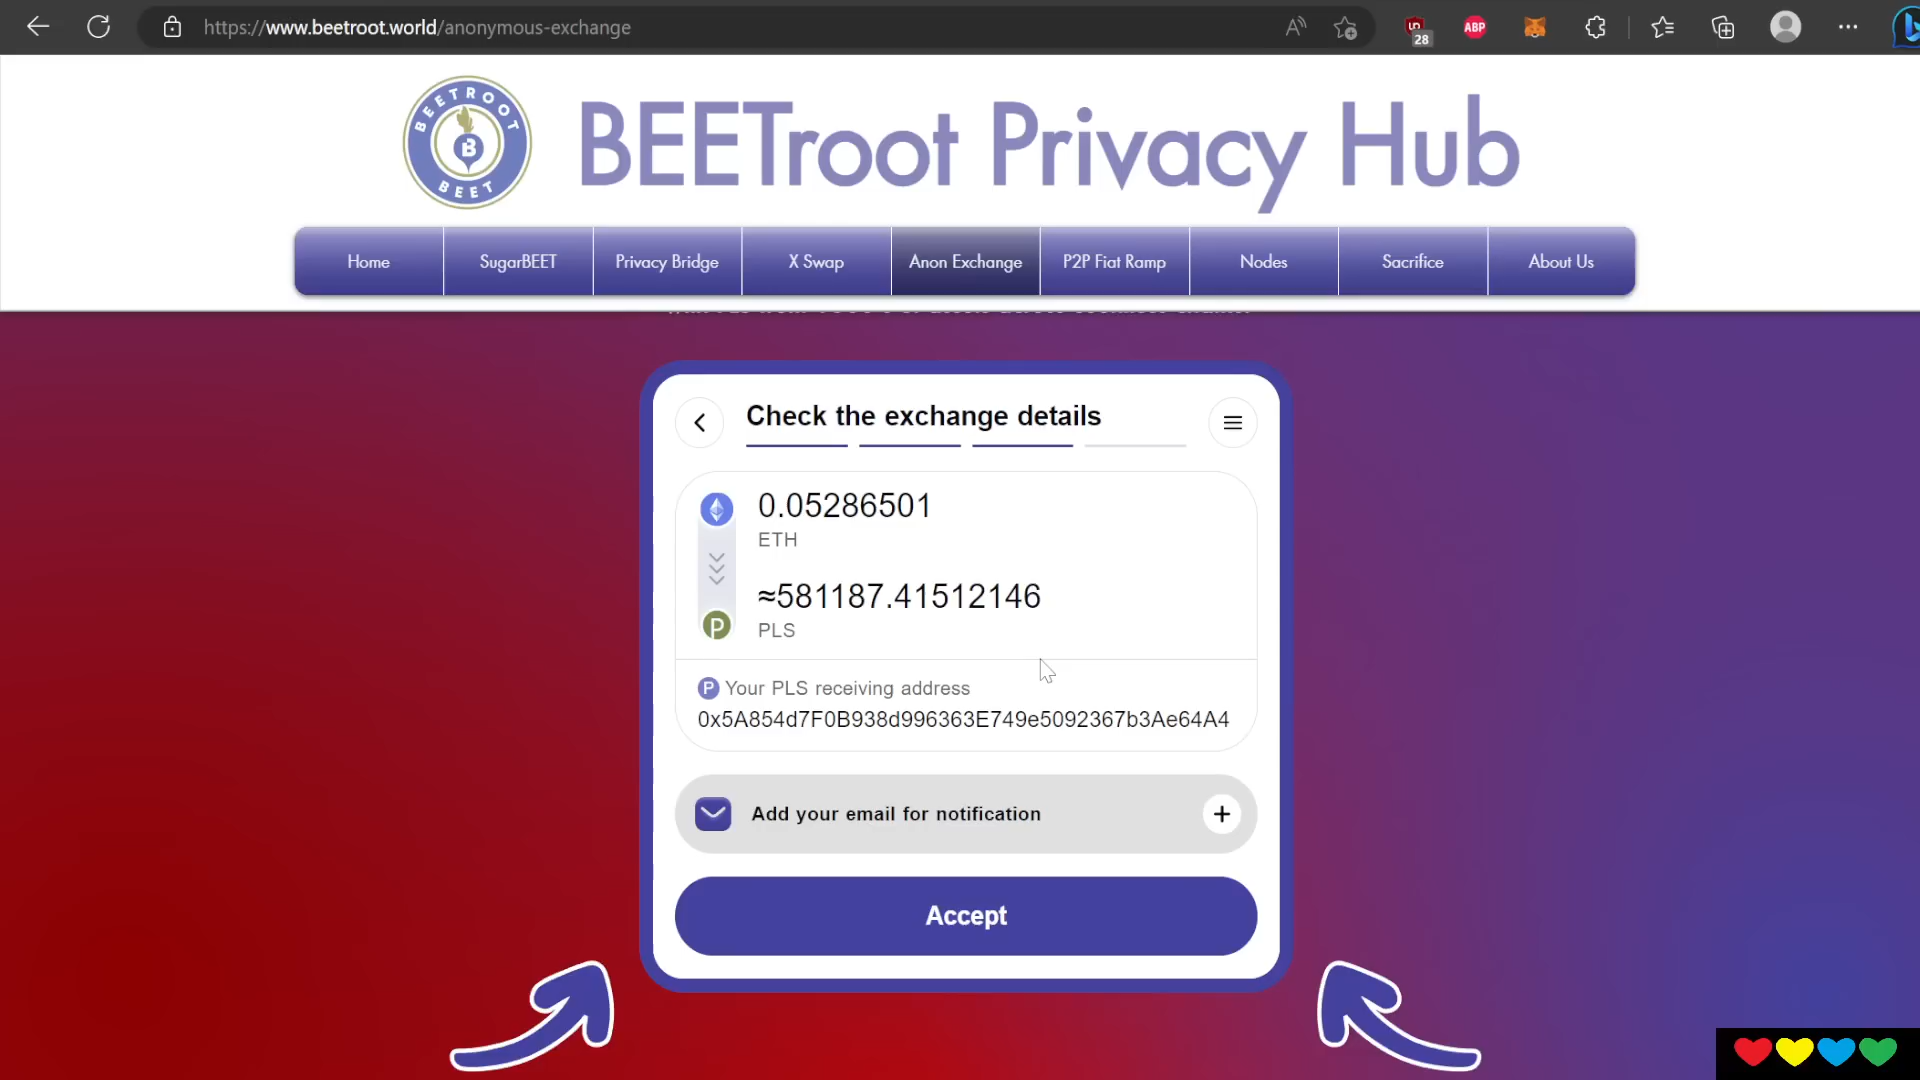 https://www.beetroot.world/anonymous-exchange
28
ABP
BEETROOT
B
BEET
BEETroot Privacy Hub
Home
SugarBEET
Privacy Bridge
X Swap
Anon Exchange
P2P Fiat Ramp
Nodes
Sacrifice
About Us
Check the exchange details
0.05286501
ETH
≈581187.41512146
P
PLS
P Your PLS receiving address
0x5A854d7F0B938d996363E749e5092367b3Ae64A4
Add your email for notification
+
Accept